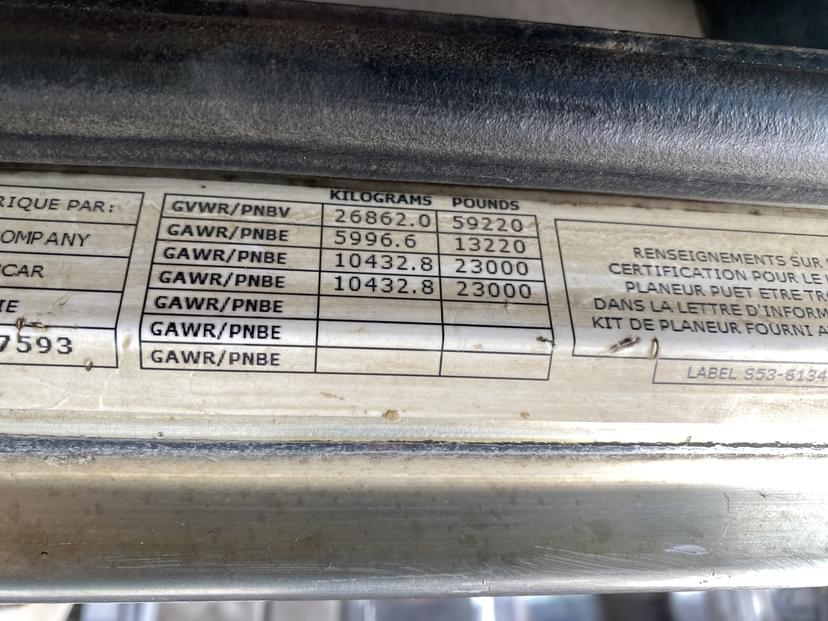 RIQUE PAR:
OMPANY
CAR
IE
7593
KILOGRAMS POUNDS
GVWR/PNBV 26862.0 59220
GAWR/PNBE 5996.6 13220
GAWR/PNBE 10432.8 23000
GAWR/PNBE 10432.8 23000
GAWR/PNBE
GAWR/PNBE
GAWR/PNBE
RENSEIGNEMENTS SUR
CERTIFICATION POUR LE
PLANEUR PUET ETRE TRA
DANS LA LETTRE D'INFORM
KIT DE PLANEUR FOURNI A
LABEL S53-6134